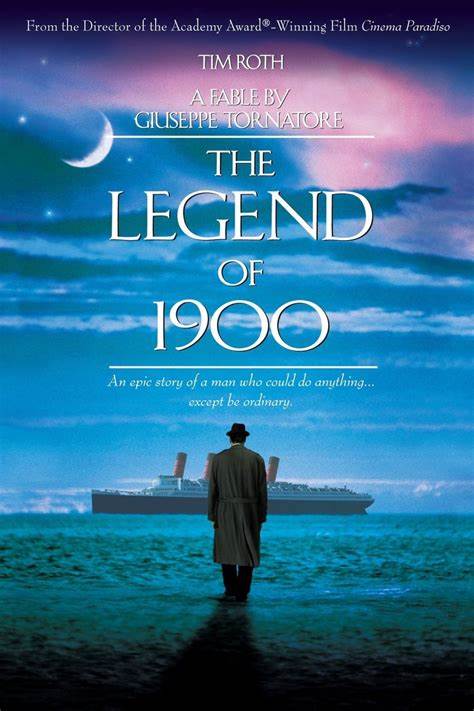 From the Director of the Academy Award®-Winning Film Cinema Paradiso
TIM ROTH
A FABLE BY
GIUSEPPE TORNATORE
THE
LEGEND
OF
1900
An epic story of a man who could do anything...
except be ordinary.